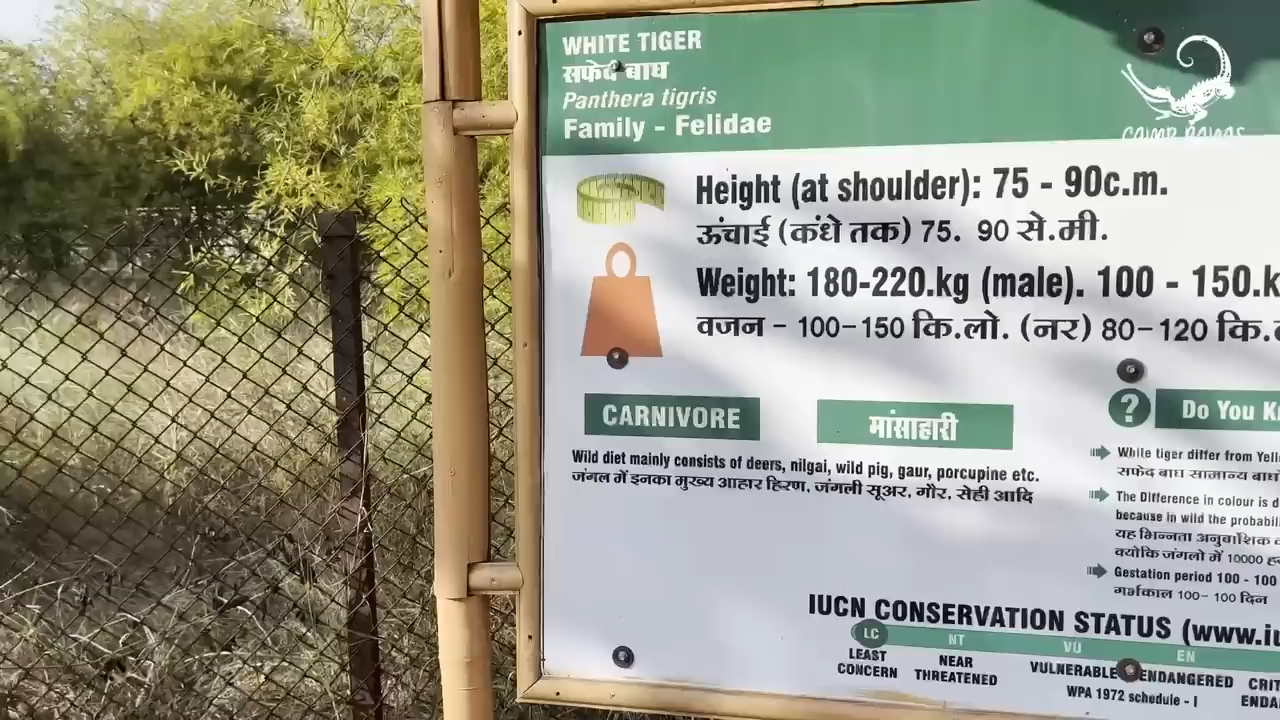 WHITE TIGER
सफेद बाघ
Panthera tigris
Family - Felidae
CAMP PAWAS
Height (at shoulder): 75 - 90c.m.
ऊंचाई (कंधे तक) 75. 90 से.मी.
Weight: 180-220.kg (male). 100 - 150.k
वजन - 100-150 कि.लो. (नर) 80-120 कि.
CARNIVORE
मांसाहारी
Wild diet mainly consists of deers, nilgai, wild pig, gaur, porcupine etc.
जंगल में इनका मुख्य आहार हिरण, जंगली सूअर, गौर, सेही आदि
? Do You K
White tiger differ from Yell
सफेद बाघ सामान्य बाघ
The Difference in colour is d
because in wild the probabil
यह भिन्नता अनुवांशिक
क्योकि जंगलो में 10000
Gestation period 100 - 100
गर्भकाल 100- 100 दिन
IUCN CONSERVATION STATUS (www.iu
LC NT VU EN
LEAST CONCERN NEAR THREATENED VULNERABLE ENDANGERED CRIT ENDA
WPA 1972 schedule - I